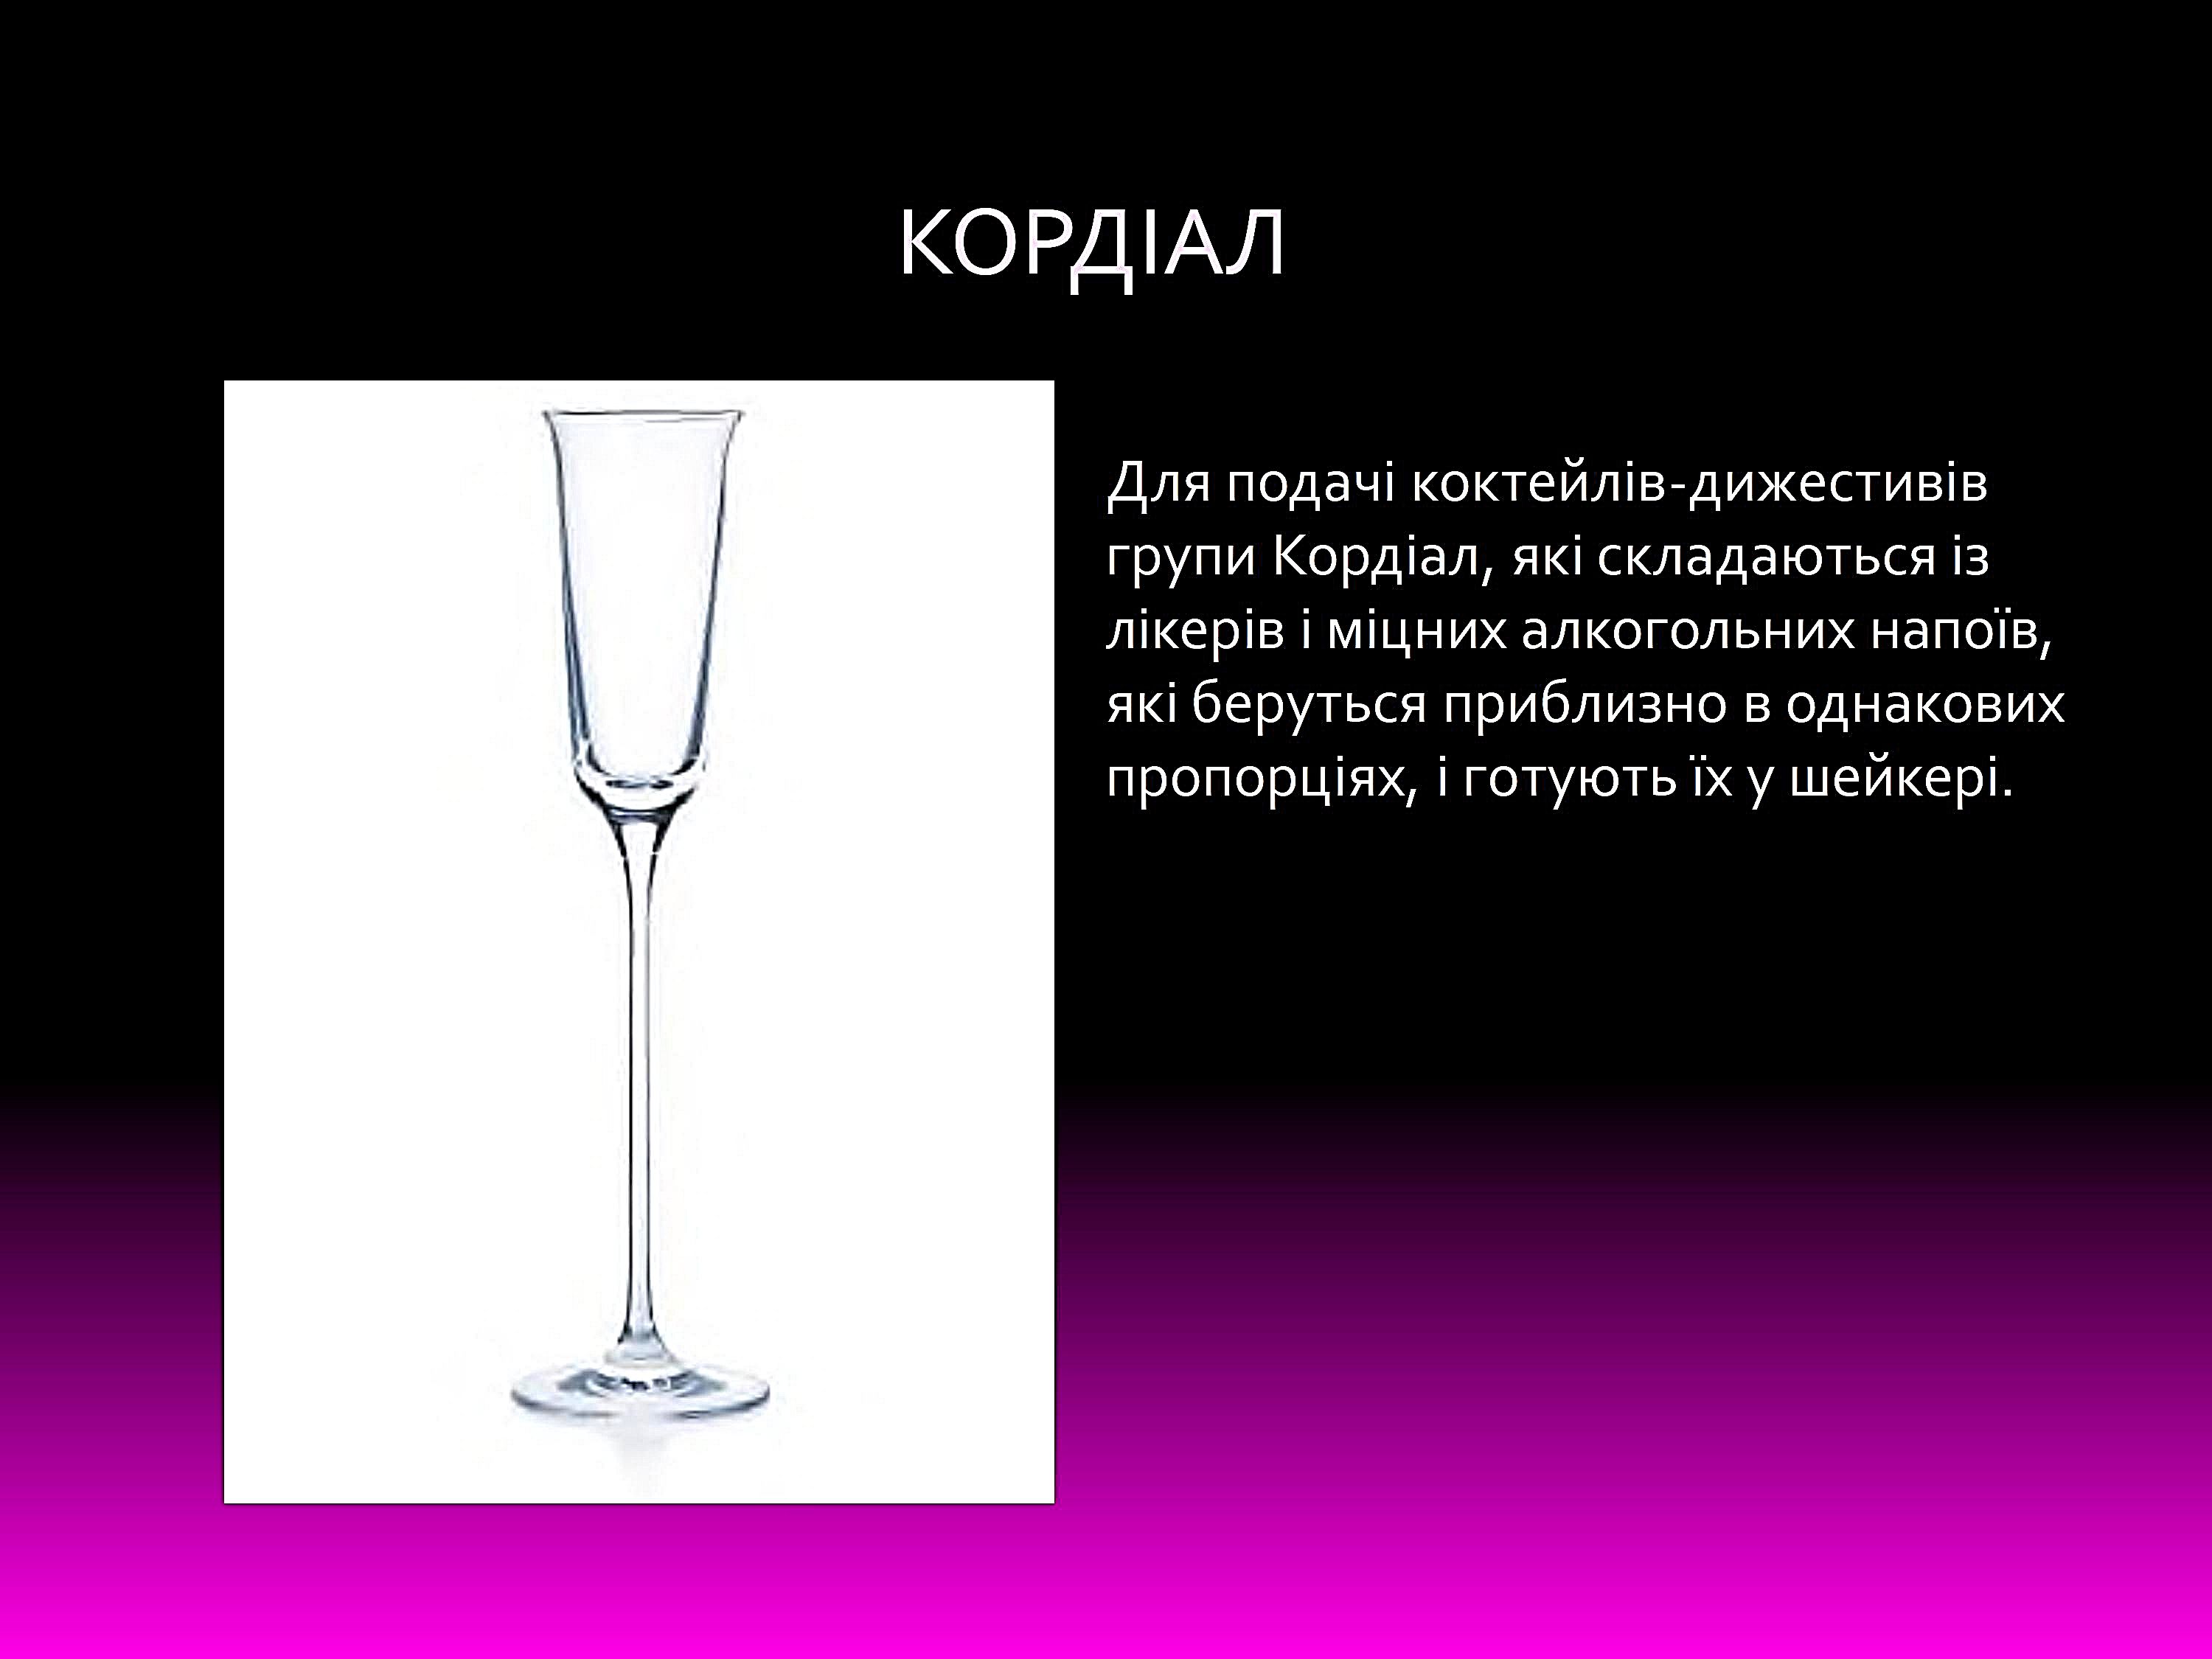 КОРДІАЛ
Для подачі коктейлів-дижестивів
групи Кордіал, які складаються із
лікерів і міцних алкогольних напоїв,
які беруться приблизно в однакових
пропорціях, і готують їх у шейкері.